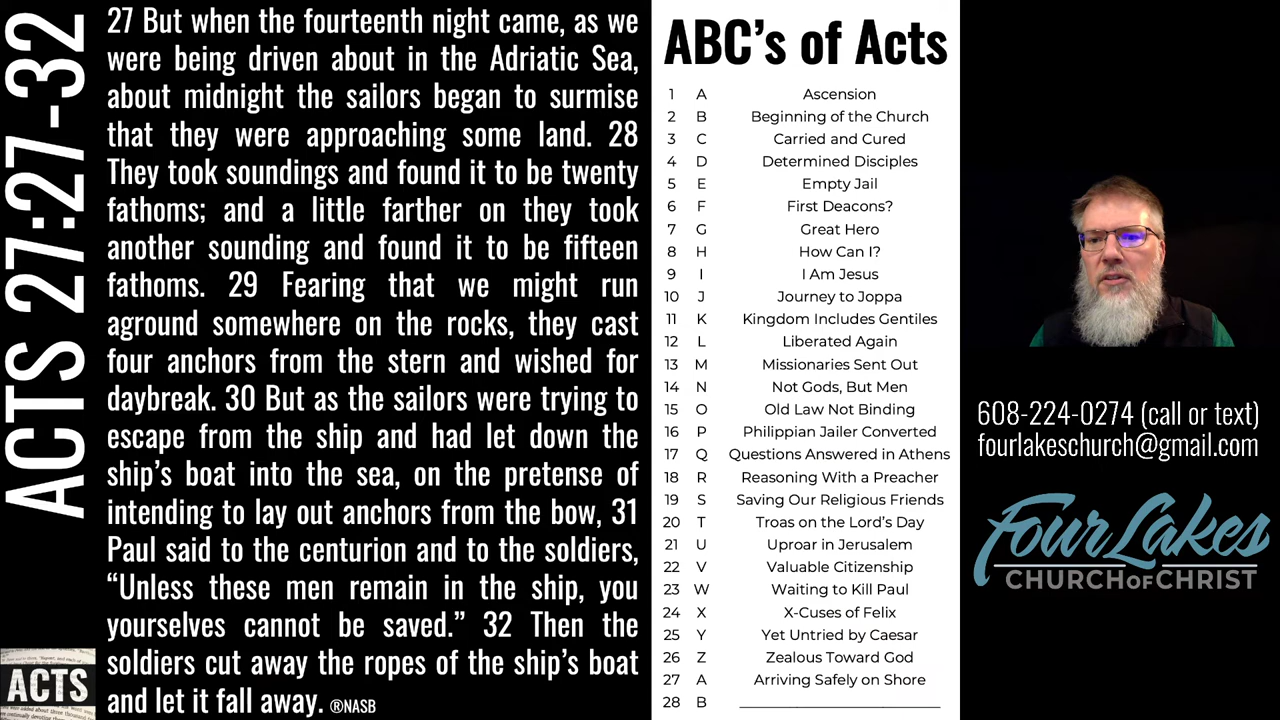 ACTS 27:27-32
27 But when the fourteenth night came, as we
were being driven about in the Adriatic Sea,
about midnight the sailors began to surmise
that they were approaching some land. 28
They took soundings and found it to be twenty
fathoms; and a little farther on they took
another sounding and found it to be fifteen
fathoms. 29 Fearing that we might run
aground somewhere on the rocks, they cast
four anchors from the stern and wished for
daybreak. 30 But as the sailors were trying to
escape from the ship and had let down the
ship’s boat into the sea, on the pretense of
intending to lay out anchors from the bow, 31
Paul said to the centurion and to the soldiers,
“Unless these men remain in the ship, you
yourselves cannot be saved.” 32 Then the
soldiers cut away the ropes of the ship’s boat
and let it fall away. ®NASB
ACTS
ABC’s of Acts
1 A Ascension
2 B Beginning of the Church
3 C Carried and Cured
4 D Determined Disciples
5 E Empty Jail
6 F First Deacons?
7 G Great Hero
8 H How Can I?
9 I I Am Jesus
10 J Journey to Joppa
11 K Kingdom Includes Gentiles
12 L Liberated Again
13 M Missionaries Sent Out
14 N Not Gods, But Men
15 O Old Law Not Binding
16 P Philippian Jailer Converted
17 Q Questions Answered in Athens
18 R Reasoning With a Preacher
19 S Saving Our Religious Friends
20 T Troas on the Lord’s Day
21 U Uproar in Jerusalem
22 V Valuable Citizenship
23 W Waiting to Kill Paul
24 X X-Cuses of Felix
25 Y Yet Untried by Caesar
26 Z Zealous Toward God
27 A Arriving Safely on Shore
28 B
608-224-0274 (call or text)
fourlakeschurch@gmail.com
Four Lakes
CHURCH OF CHRIST